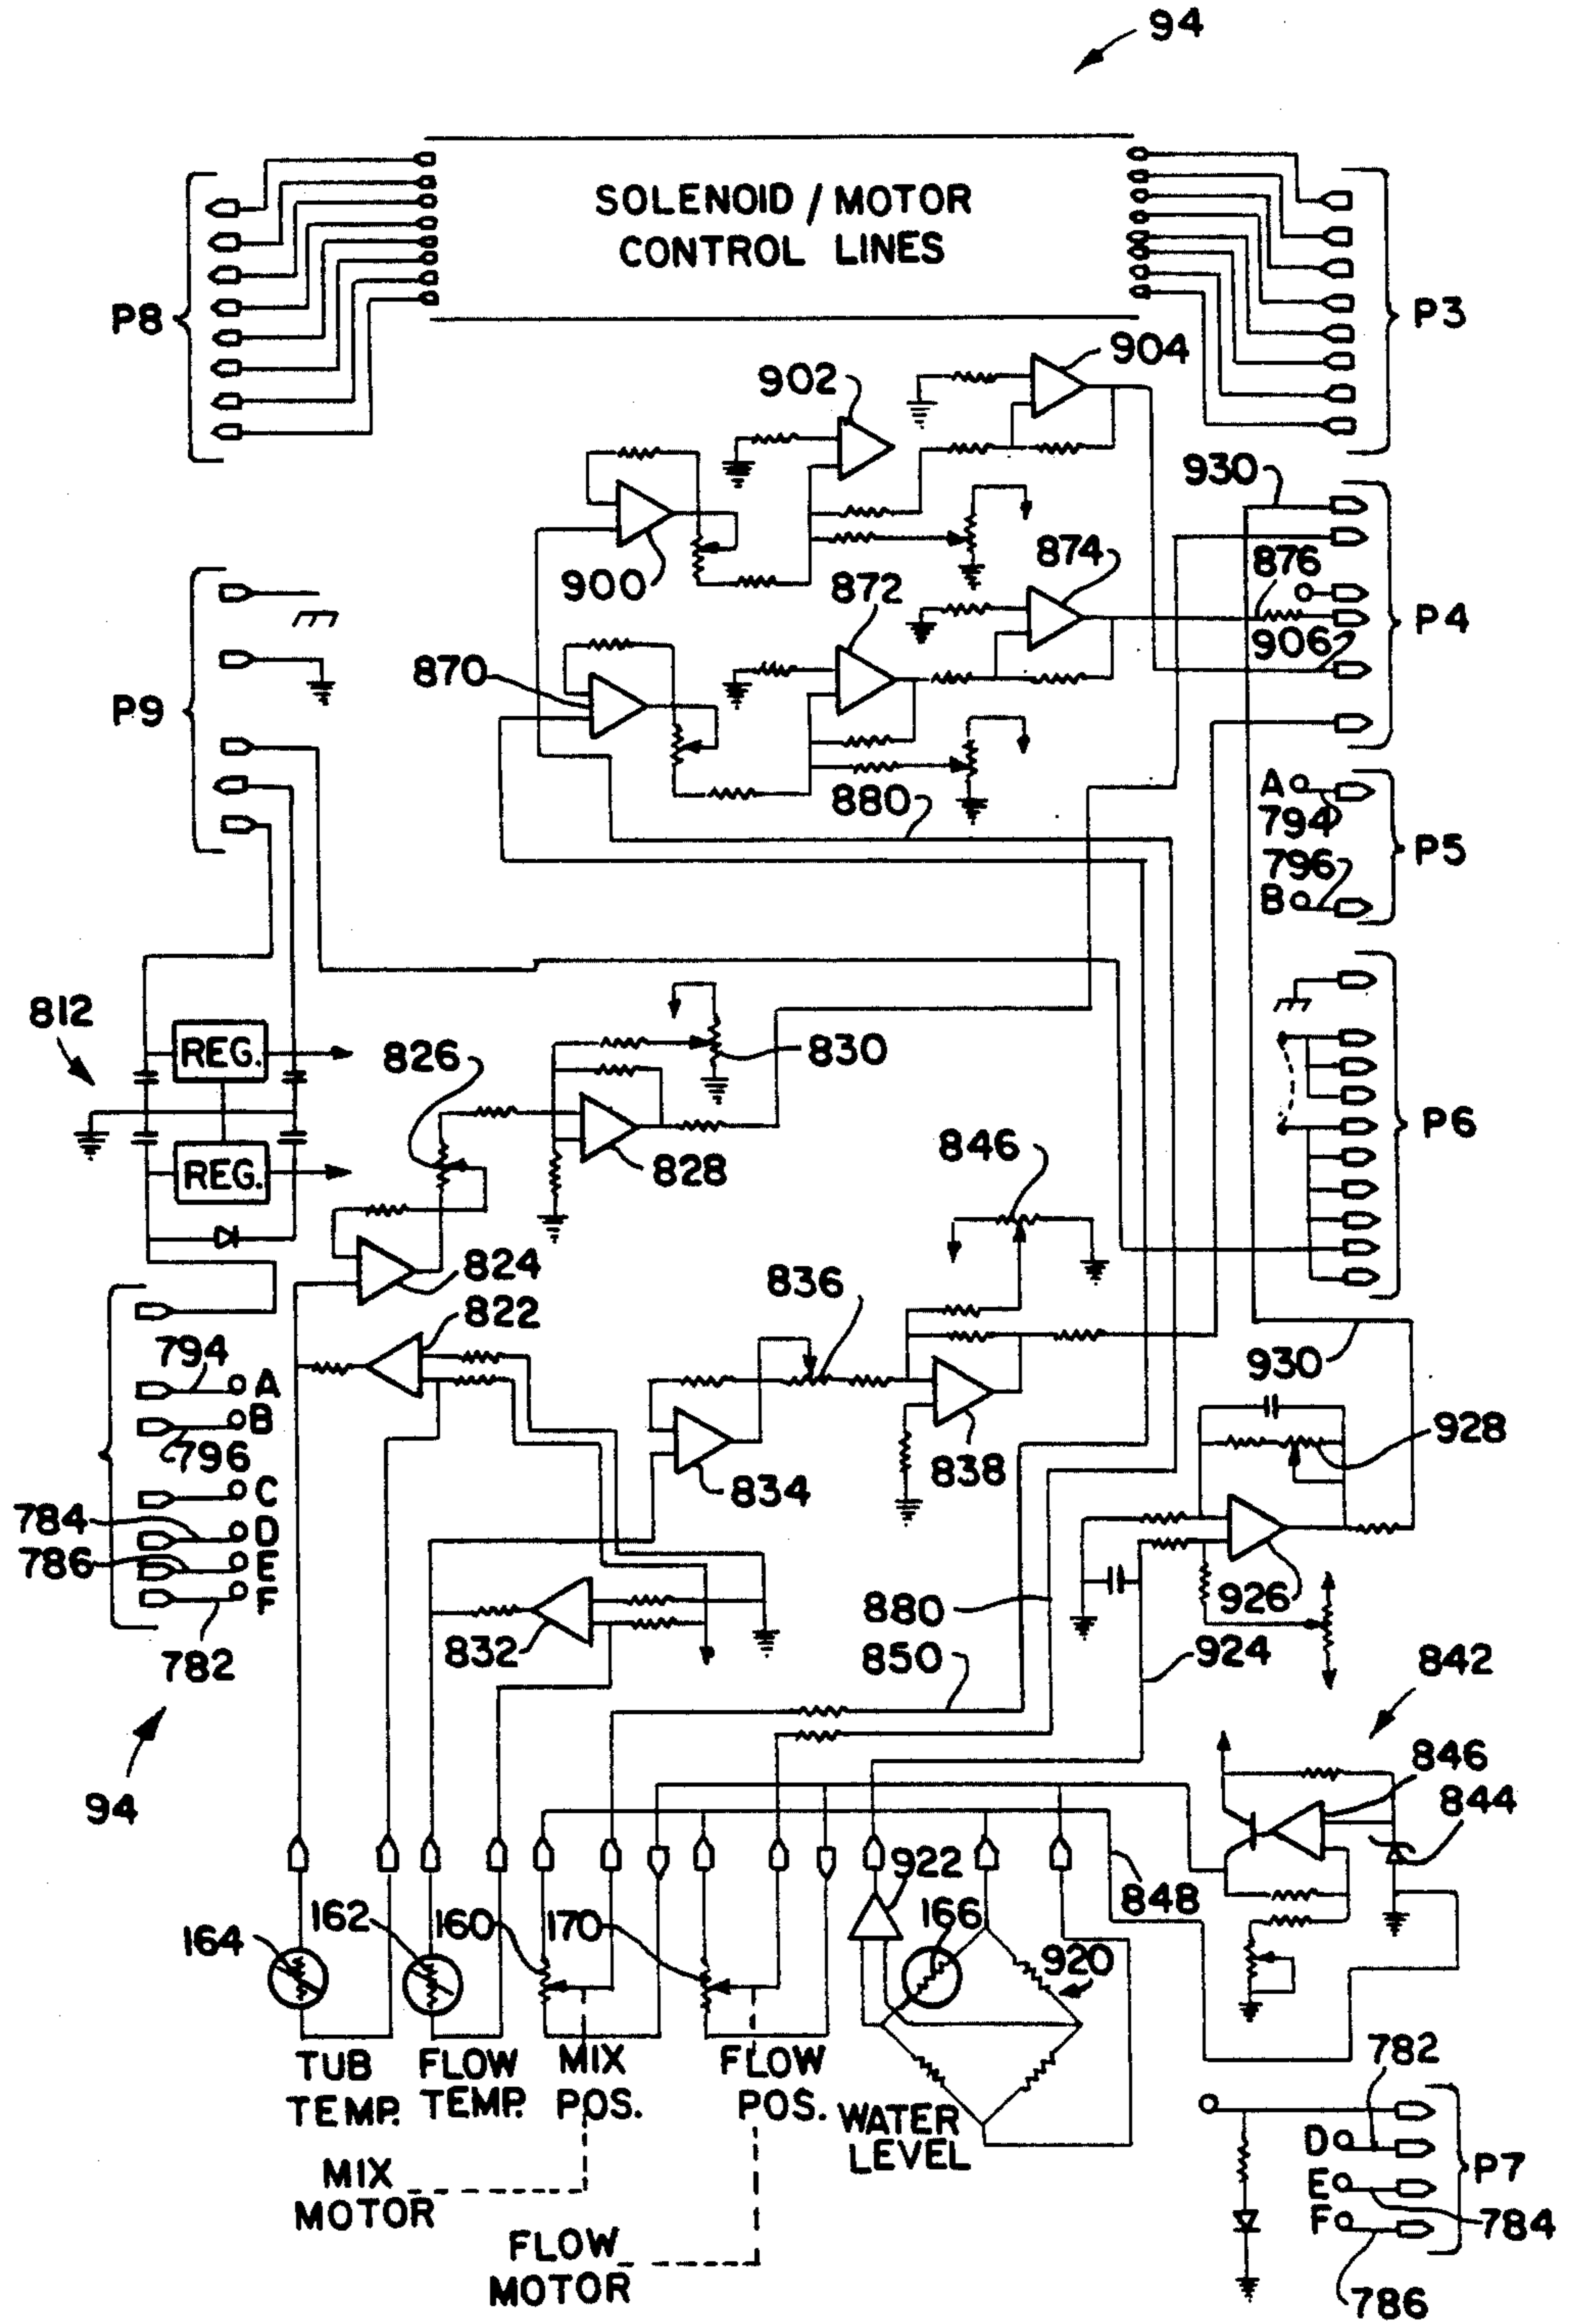 94
SOLENOID / MOTOR
CONTROL LINES
P8
P3
904
902
930
900
874
876
872
P4
906
870
P9
880
A
794
P5
796
B
812
REG.
826
830
P6
828
846
REG.
824
836
822
794
A
B
930
796
928
C
834
838
784
D
786
E
F
880
926
832
850
924
842
782
846
94
844
922
848
162
160
170
166
164
920
TUB
TEMP.
FLOW
TEMP.
MIX
POS.
FLOW
POS.
WATER
LEVEL
782
D
MIX
MOTOR
E
P7
F
784
FLOW
MOTOR
786